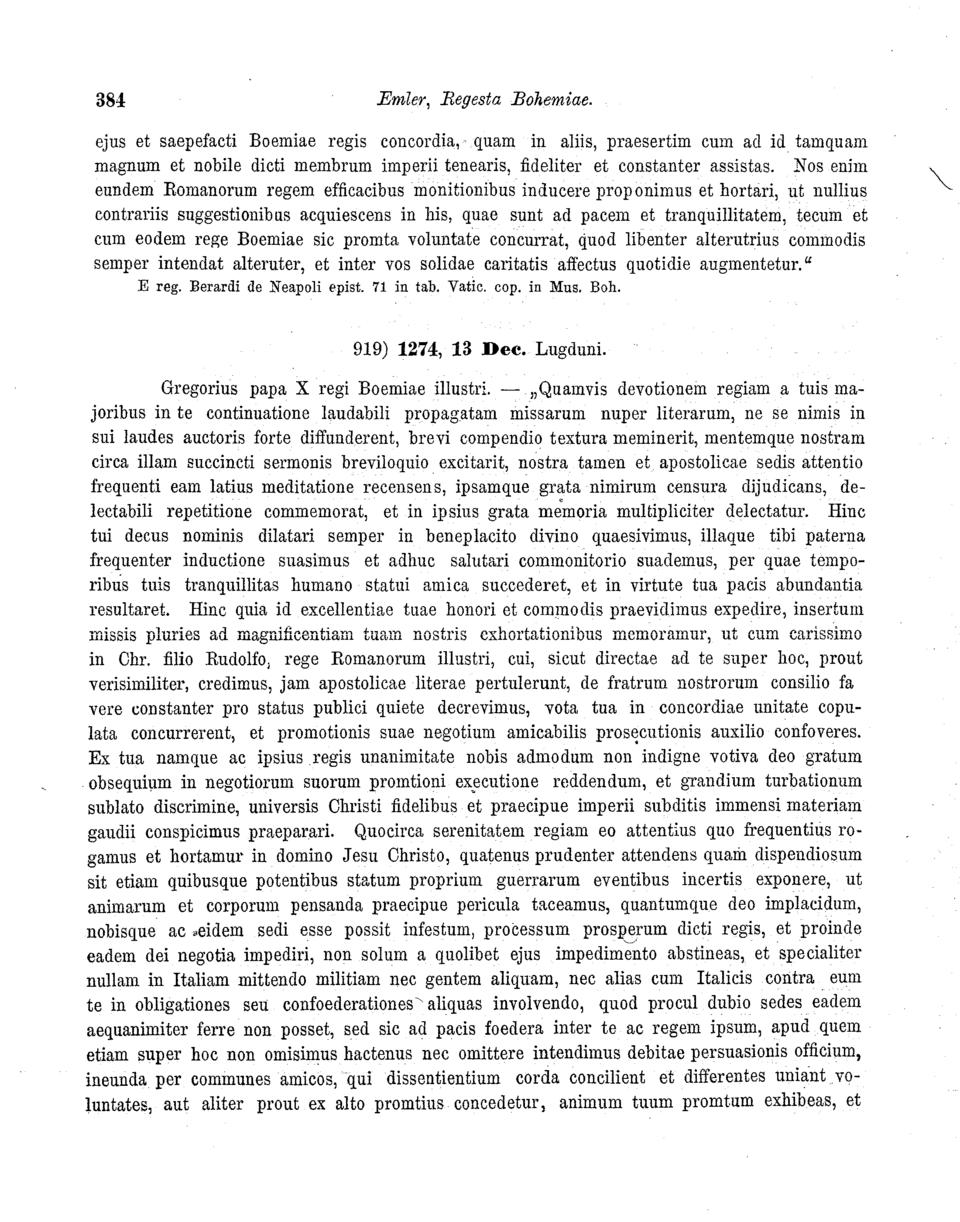 384 Emler, Regesta Bohemiae.
ejus et saepefacti Boemiae regis concordia, quam in aliis, praesertim cum ad id tamquam
magnum et nobile dicti membrum imperii tenearis, fideliter et constanter assistas. Nos enim
eundem Romanorum regem efficacibus monitionibus inducere proponimus et hortari, ut nullius
contrariis suggestionibus acquiescens in his, quae sunt ad pacem et tranquillitatem, tecum et
cum eodem rege Boemiae sic promta voluntate concurrat, quod libenter alterutrius commodis
semper intendat alteruter, et inter vos solidae caritatis affectus quotidie augmentetur.“
E reg. Berardi de Neapoli epist. 71 in tab. Vatic. cop. in Mus. Boh.
919) 1274, 13 Dec. Lugduni.
Gregorius papa X regi Boemiae illustri. — „Quamvis devotionem regiam a tuis ma-
joribus in te continuatione laudabili propagatam missarum nuper literarum, ne se nimis in
sui laudes auctoris forte diffunderent, brevi compendio textura meminerit, mentemque nostram
circa illam succincti sermonis breviloquio excitarit, nostra tamen et apostolicae sedis attentio
frequenti eam latius meditatione recensens, ipsamque grata nimirum censura dijudicans, de-
lectabili repetitione commemorat, et in ipsius grata memoria multipliciter delectatur. Hinc
tui decus nominis dilatari semper in beneplacito divino quaesivimus, illaque tibi paterna
frequenter inductione suasimus et adhuc salutari commonitorio suademus, per quae tempo-
ribus tuis tranquillitas humano statui amica succederet, et in virtute tua pacis abundantia
resultaret. Hinc quia id excellentiae tuae honori et commodis praevidimus expedire, insertum
missis pluries ad magnificentiam tuam nostris exhortationibus memoramur, ut cum carissimo
in Chr. filio Rudolfo, rege Romanorum illustri, cui, sicut directae ad te super hoc, prout
verisimiliter, credimus, jam apostolicae literae pertulerunt, de fratrum nostrorum consilio fa
vere constanter pro status publici quiete decrevimus, vota tua in concordiae unitate copu-
lata concurrerent, et promotionis suae negotium amicabilis prosecutionis auxilio confoveres.
Ex tua namque ac ipsius regis unanimitate nobis admodum non indigne votiva deo gratum
obsequium in negotiorum suorum promtioni executione reddendum, et grandium turbationum
sublato discrimine, universis Christi fidelibus et praecipue imperii subditis immensi materiam
gaudii conspicimus praeparari. Quocirca serenitatem regiam eo attentius quo frequentius ro-
gamus et hortamur in domino Jesu Christo, quatenus prudenter attendens quam dispendiosum
sit etiam quibusque potentibus statum proprium guerrarum eventibus incertis exponere, ut
animarum et corporum pensanda praecipue pericula taceamus, quantumque deo implacidum,
nobisque ac eidem sedi esse possit infestum, processum prosperum dicti regis, et proinde
eadem dei negotia impediri, non solum a quolibet ejus impedimento abstineas, et specialiter
nullam in Italiam mittendo militiam nec gentem aliquam, nec alias cum Italicis contra eum
te in obligationes seu confoederationes aliquas involvendo, quod procul dubio sedes eadem
aequanimiter ferre non posset, sed sic ad pacis foedera inter te ac regem ipsum, apud quem
etiam super hoc non omisimus hactenus nec omittere intendimus debitae persuasionis officium,
ineunda per communes amicos, qui dissentientium corda concilient et differentes uniant vo-
luntates, aut aliter prout ex alto promtius concedetur, animum tuum promtum exhibeas, et